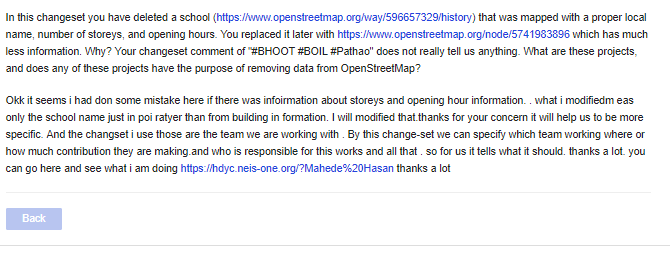 In this changeset you have deleted a school (https://www.openstreetmap.org/way/596657329/history) that was mapped with a proper local
name, number of storeys, and opening hours. You replaced it later with https://www.openstreetmap.org/node/5741983896 which has much
less information. Why? Your changeset comment of "#BHOOT #BOIL #Pathao" does not really tell us anything. What are these projects,
and does any of these projects have the purpose of removing data from OpenStreetMap?
Okk it seems i had don some mistake here if there was infoirmation about storeys and opening hour information. . what i modifiedm eas
only the school name just in poi ratyer than from building in formation. I will modified that.thanks for your concern it will help us to be more
specific. And the changset i use those are the team we are working with . By this change-set we can specify which team working where or
how much contribution they are making.and who is responsible for this works and all that . so for us it tells what it should. thanks a lot. you
can go here and see what i am doing https://hdyc.neis-one.org/?Mahede%20Hasan thanks a lot
Back